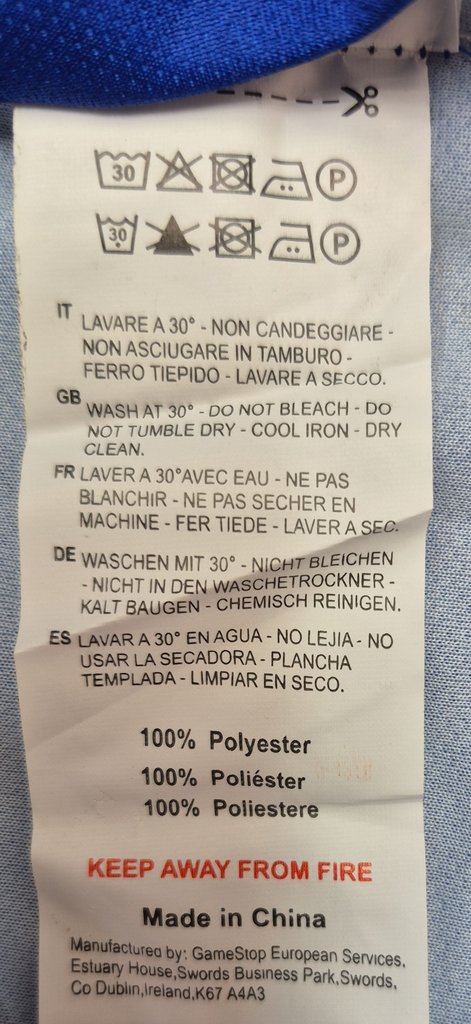 30 P
30 P
IT LAVARE A 30° - NON CANDEGGIARE -
NON ASCIUGARE IN TAMBURO -
FERRO TIEPIDO - LAVARE A SECCO.
GB WASH AT 30° - DO NOT BLEACH - DO
NOT TUMBLE DRY - COOL IRON - DRY
CLEAN.
FR LAVER A 30°AVEC EAU - NE PAS
BLANCHIR - NE PAS SECHER EN
MACHINE - FER TIEDE - LAVER A SEC.
DE WASCHEN MIT 30° - NICHT BLEICHEN
- NICHT IN DEN WASCHETROCKNER -
KALT BAUGEN - CHEMISCH REINIGEN.
ES LAVAR A 30° EN AGUA - NO LEJIA - NO
USAR LA SECADORA - PLANCHA
TEMPLADA - LIMPIAR EN SECO.
100% Polyester
100% Poliéster
100% Poliestere
KEEP AWAY FROM FIRE
Made in China
Manufactured by: GameStop European Services,
Estuary House,Swords Business Park,Swords,
Co Dublin,Ireland,K67 A4A3